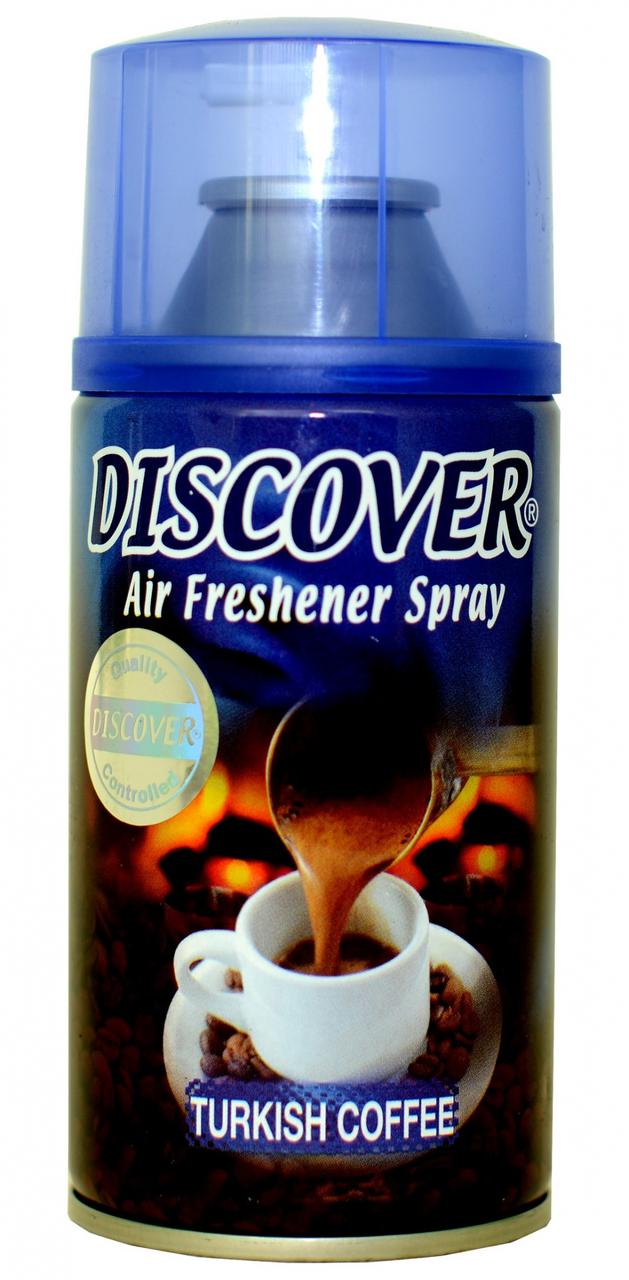 DISCOVER®
Air Freshener Spray
Quality
DISCOVER®
Controlled
TURKISH COFFEE